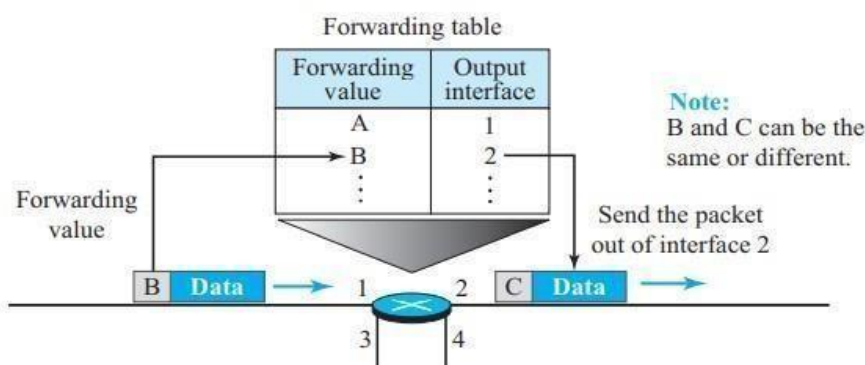 Forwarding table
Forwarding value
Output interface
A 1
B 2
⋮ ⋮
Note:
B and C can be the
same or different.
Forwarding
value
Send the packet
out of interface 2
B Data
1
2
C Data
3
4